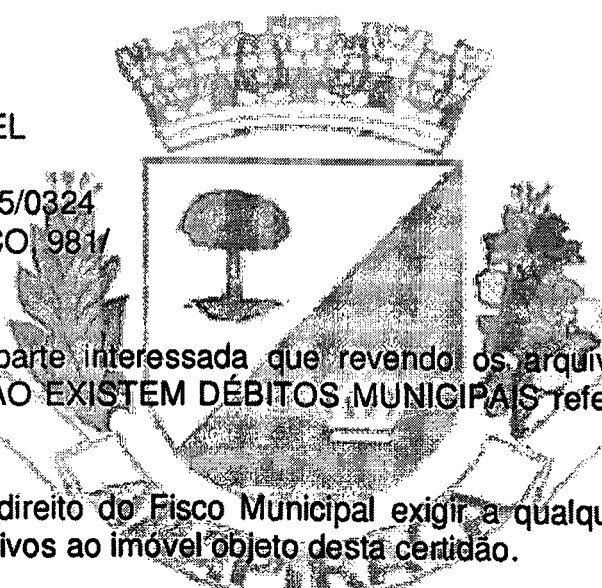 EL
5/0324
CO, 981/
parte interessada que revendo os arquiv
ÃO EXISTEM DÉBITOS MUNICIPAIS refe
direito do Fisco Municipal exigir a qualqu
ivos ao imóvel objeto desta certidão.